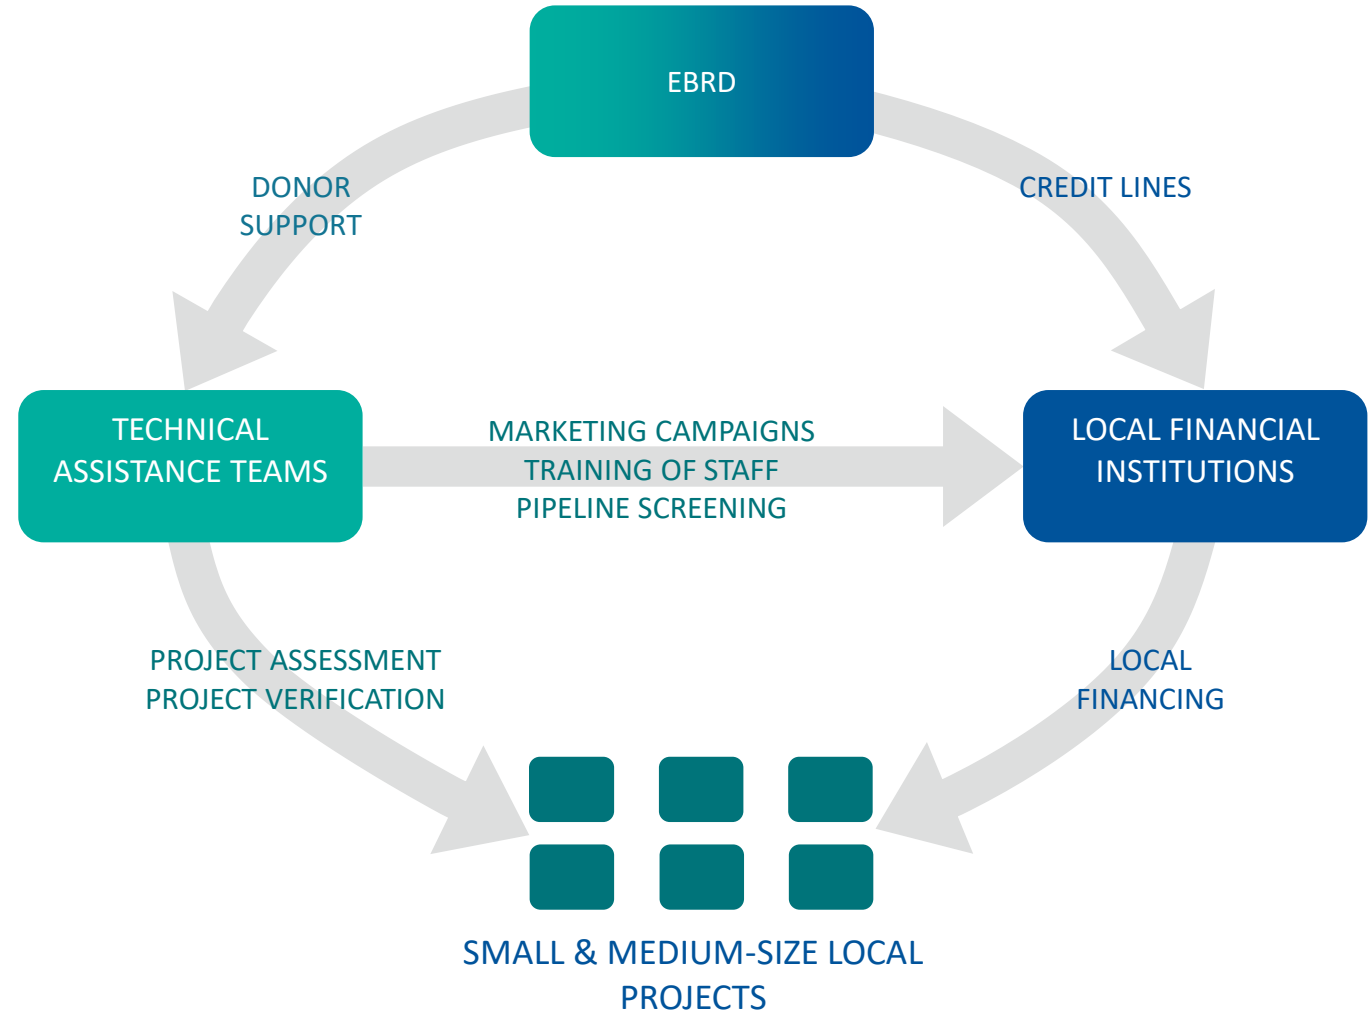 EBRD
DONOR
SUPPORT
CREDIT LINES
TECHNICAL
ASSISTANCE TEAMS
MARKETING CAMPAIGNS
TRAINING OF STAFF
PIPELINE SCREENING
LOCAL FINANCIAL
INSTITUTIONS
PROJECT ASSESSMENT
PROJECT VERIFICATION
LOCAL
FINANCING
SMALL & MEDIUM-SIZE LOCAL
PROJECTS